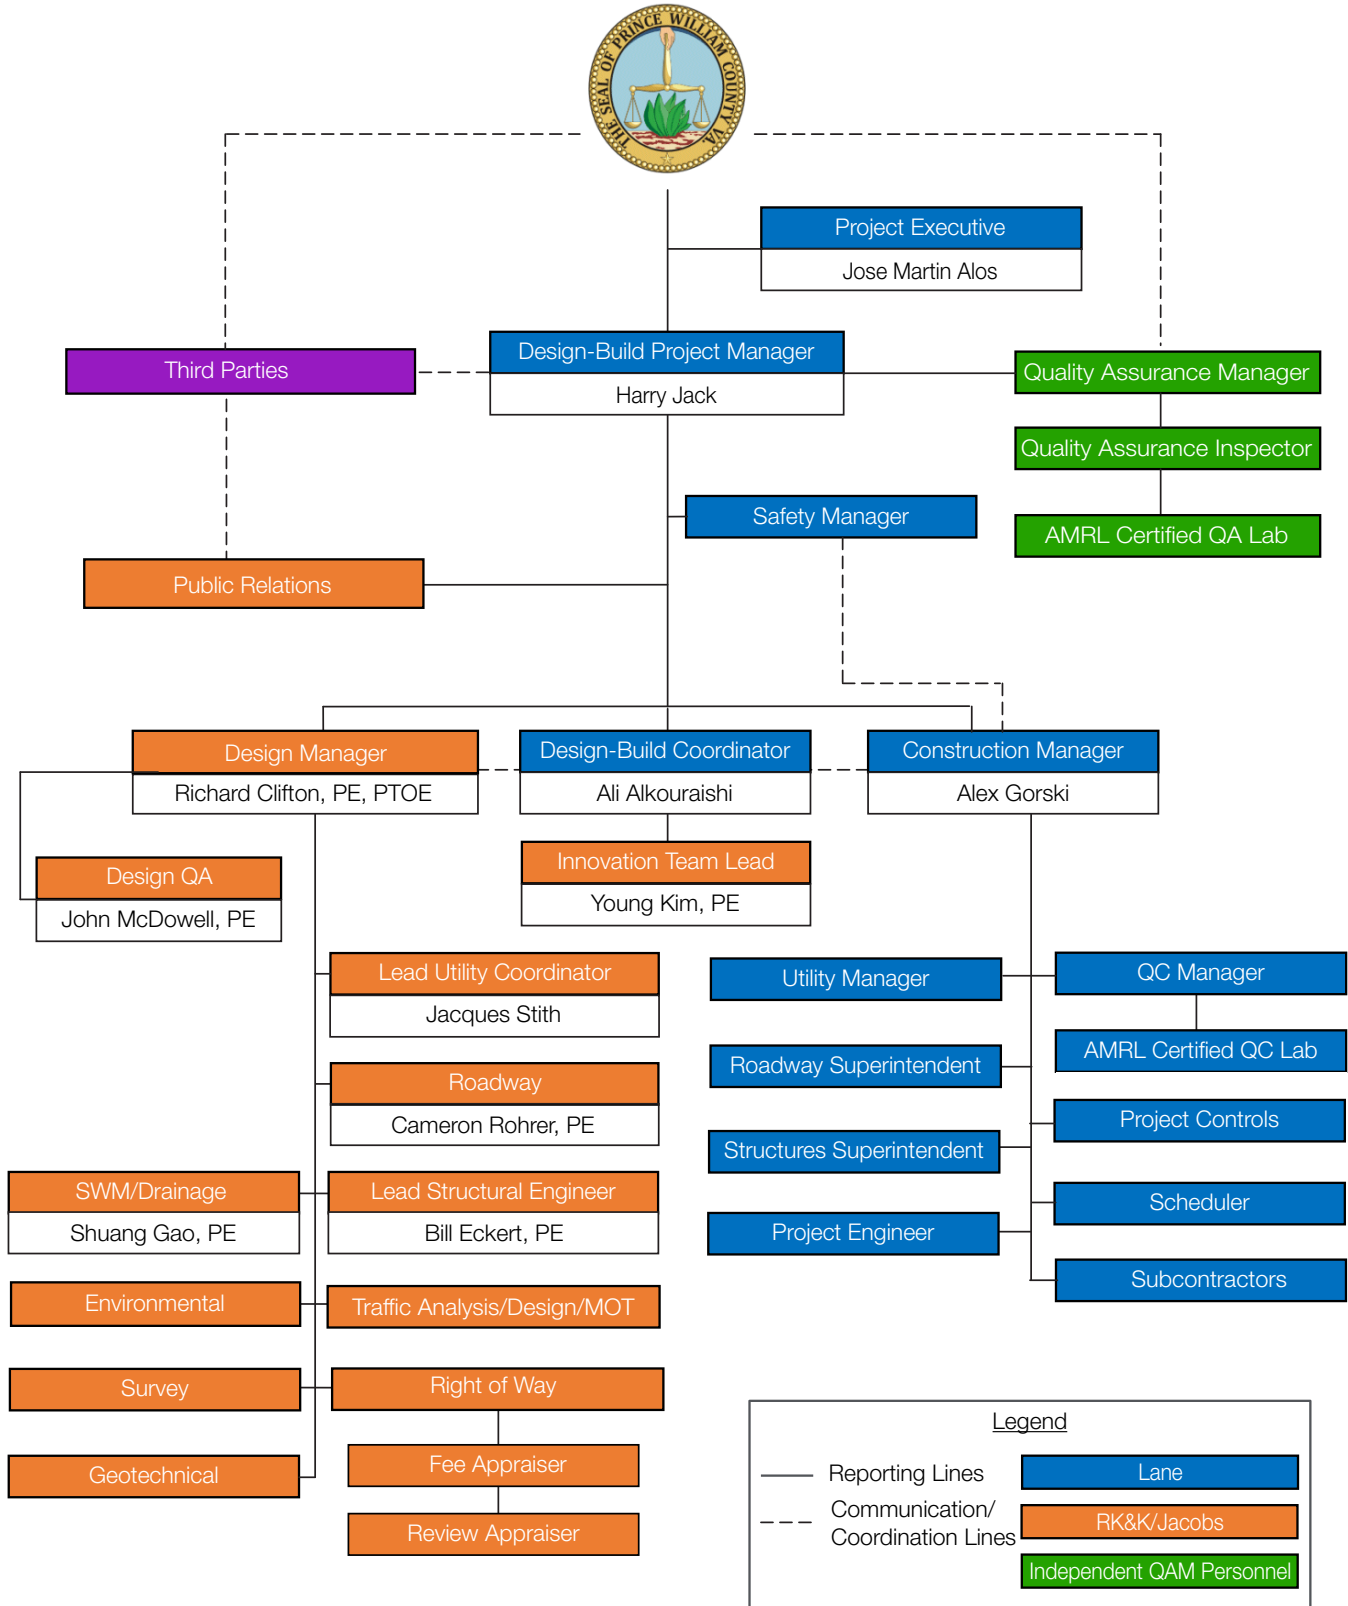 THE SEAL OF PRINCE WILLIAM COUNTY VA.
Project Executive
Jose Martin Alos
Design-Build Project Manager
Harry Jack
Third Parties
Quality Assurance Manager
Quality Assurance Inspector
AMRL Certified QA Lab
Safety Manager
Public Relations
Design Manager
Richard Clifton, PE, PTOE
Design-Build Coordinator
Ali Alkouraishi
Construction Manager
Alex Gorski
Design QA
John McDowell, PE
Innovation Team Lead
Young Kim, PE
Lead Utility Coordinator
Jacques Stith
Roadway
Cameron Rohrer, PE
SWM/Drainage
Shuang Gao, PE
Lead Structural Engineer
Bill Eckert, PE
Environmental
Traffic Analysis/Design/MOT
Survey
Right of Way
Geotechnical
Fee Appraiser
Review Appraiser
Utility Manager
QC Manager
AMRL Certified QC Lab
Roadway Superintendent
Project Controls
Structures Superintendent
Scheduler
Project Engineer
Subcontractors
Legend
Reporting Lines
Communication/
Coordination Lines
Lane
RK&K/Jacobs
Independent QAM Personnel